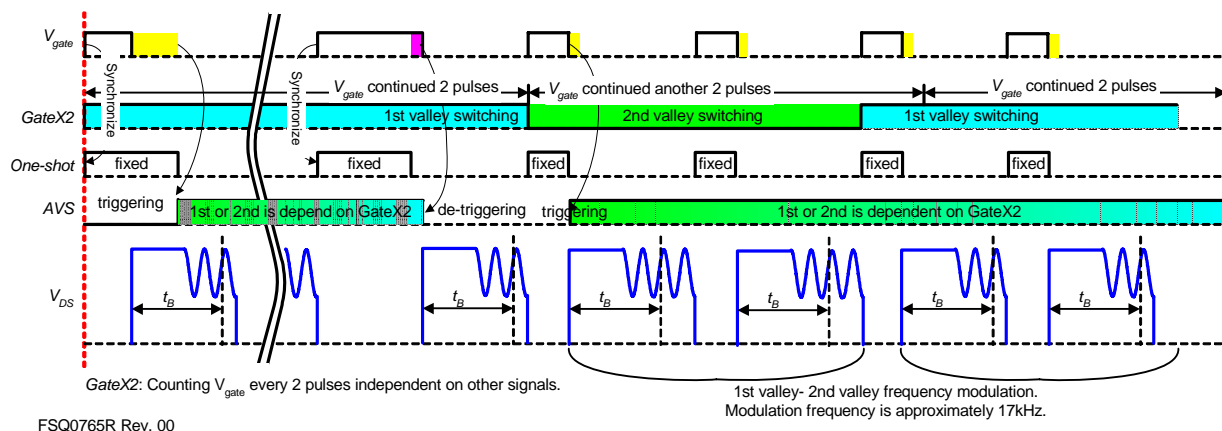 Vgate
Synchronize
Synchronize
Vgate continued 2 pulses
Vgate continued another 2 pulses
Vgate continued 2 pulses
GateX2
1st valley switching
2nd valley switching
1st valley switching
One-shot
fixed
fixed
fixed
fixed
fixed
fixed
AVS
triggering
1st or 2nd is depend on GateX2
de-triggering
triggering
1st or 2nd is dependent on GateX2
VDS
tB
tB
tB
tB
tB
tB
GateX2: Counting Vgate every 2 pulses independent on other signals.
1st valley- 2nd valley frequency modulation.
Modulation frequency is approximately 17kHz.
FSQ0765R Rev. 00